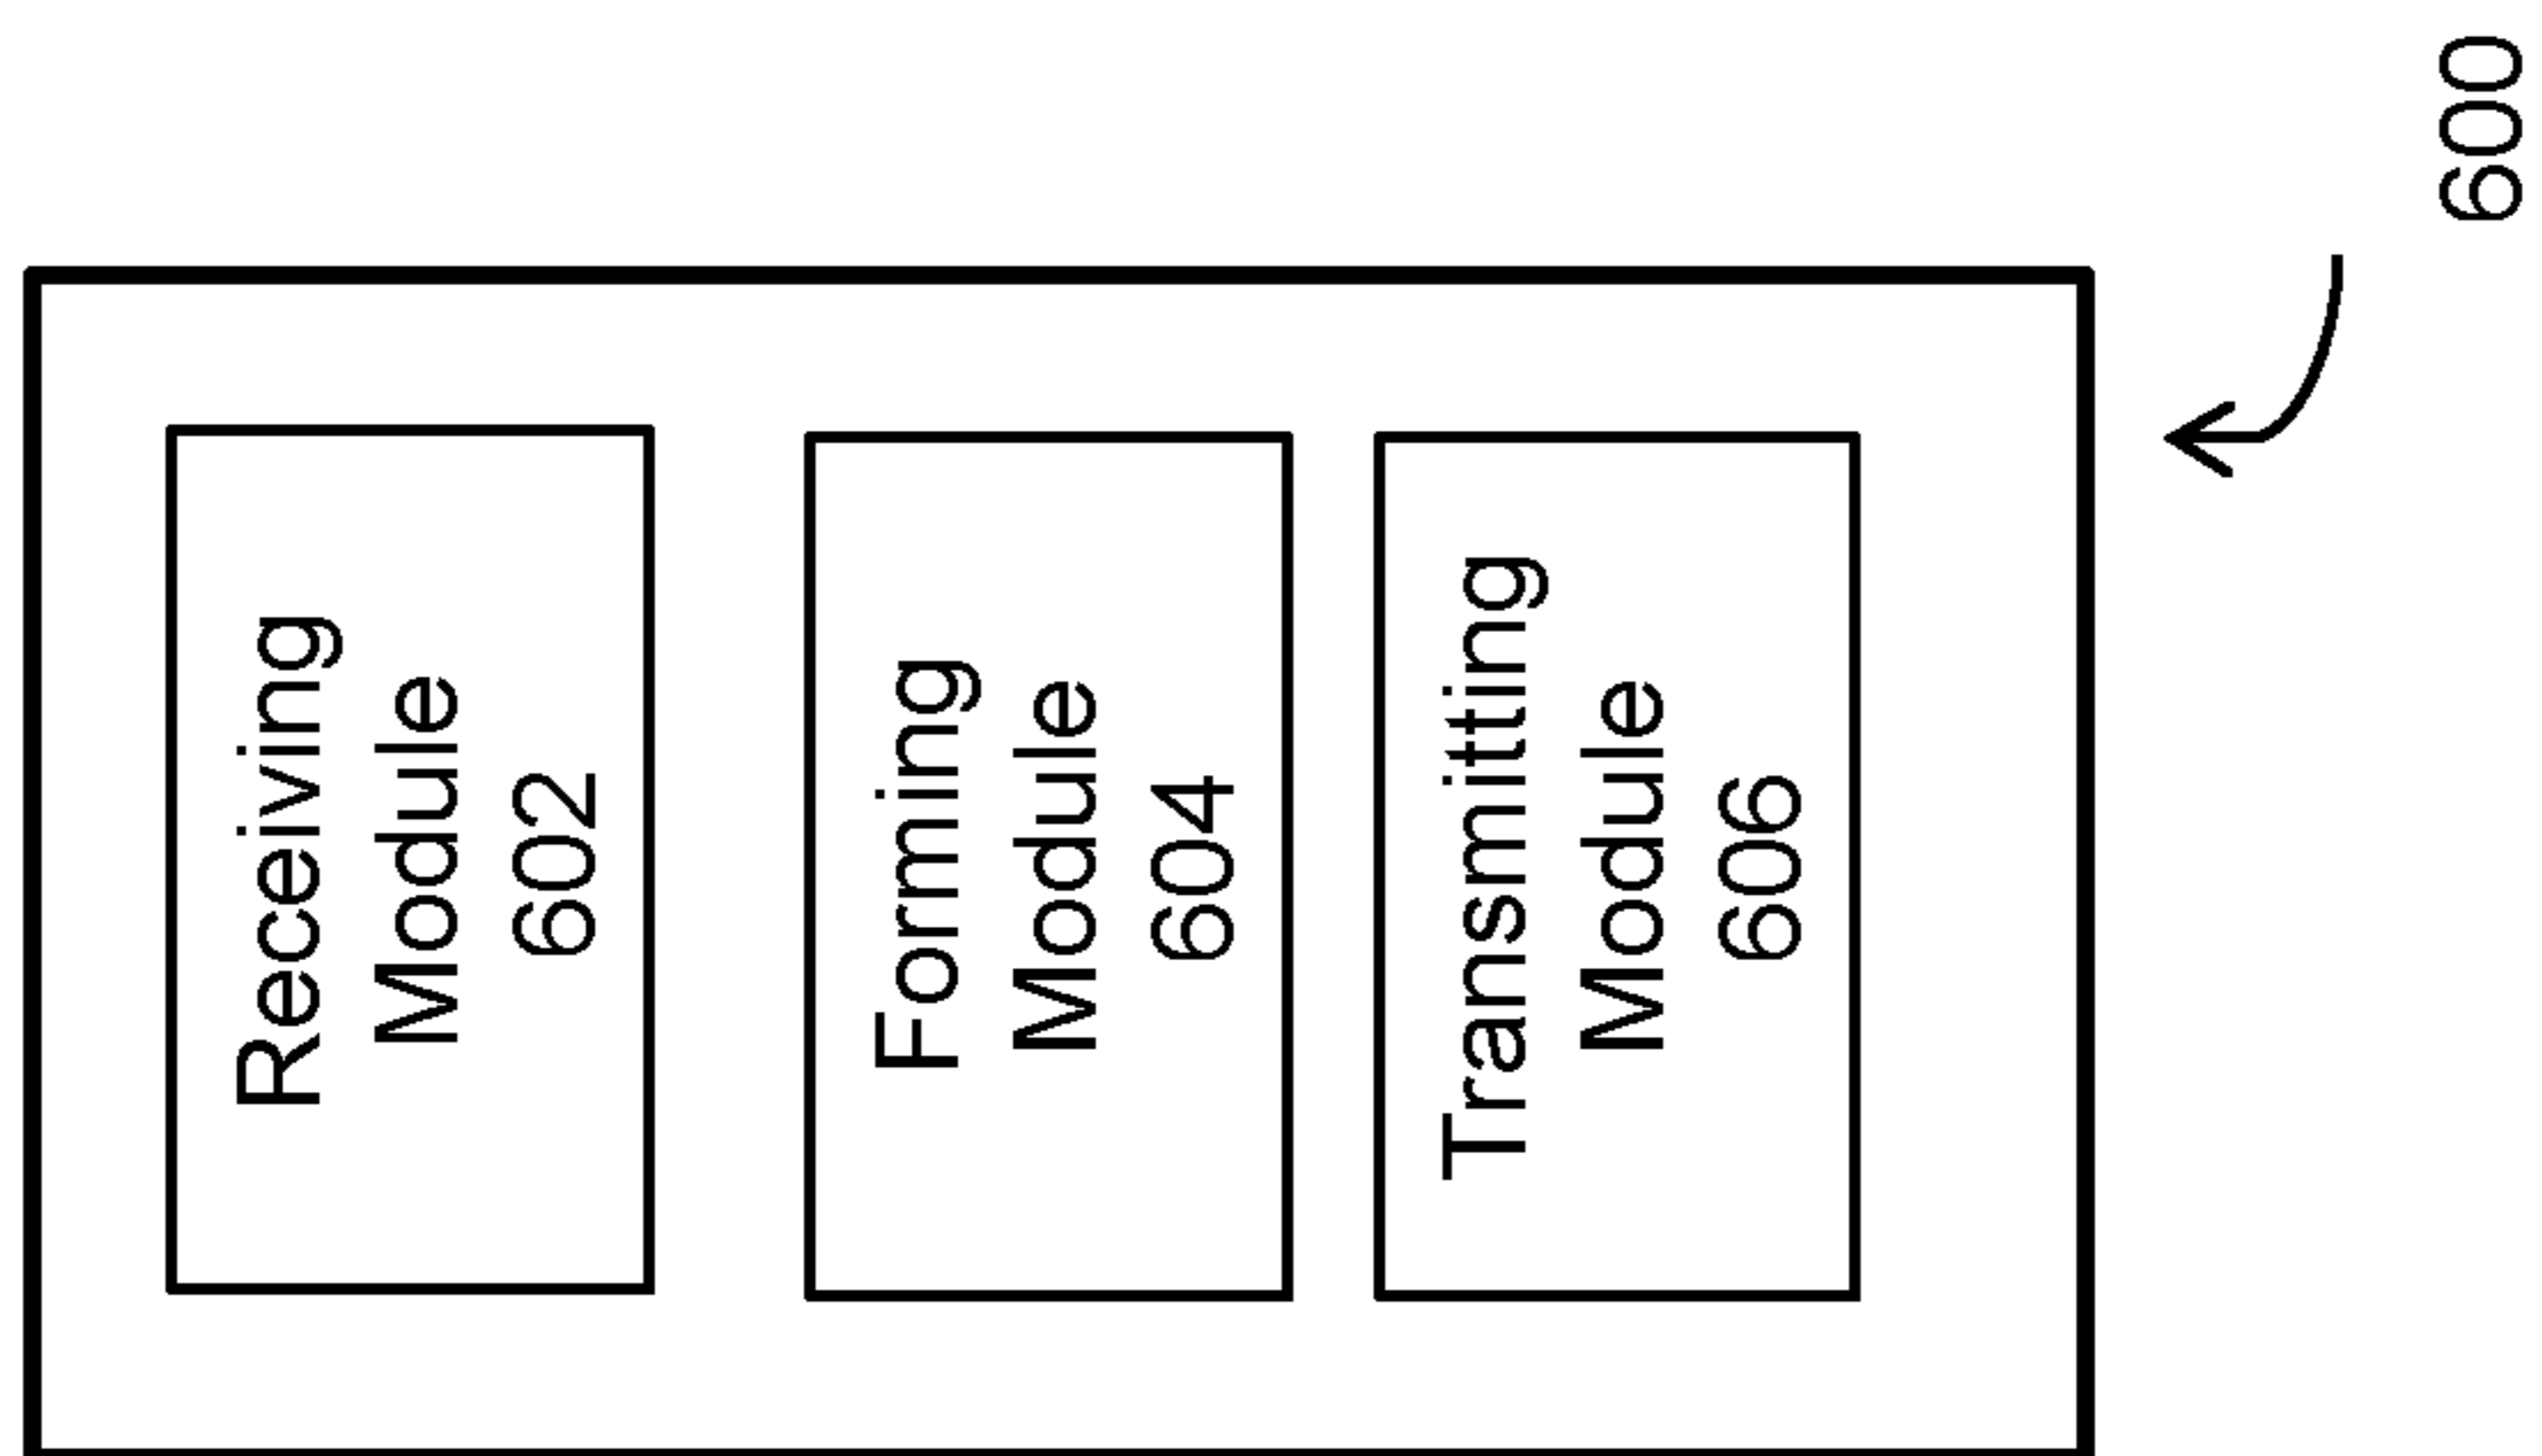 Receiving
Module
602
Forming
Module
604
Transmitting
Module
606
600